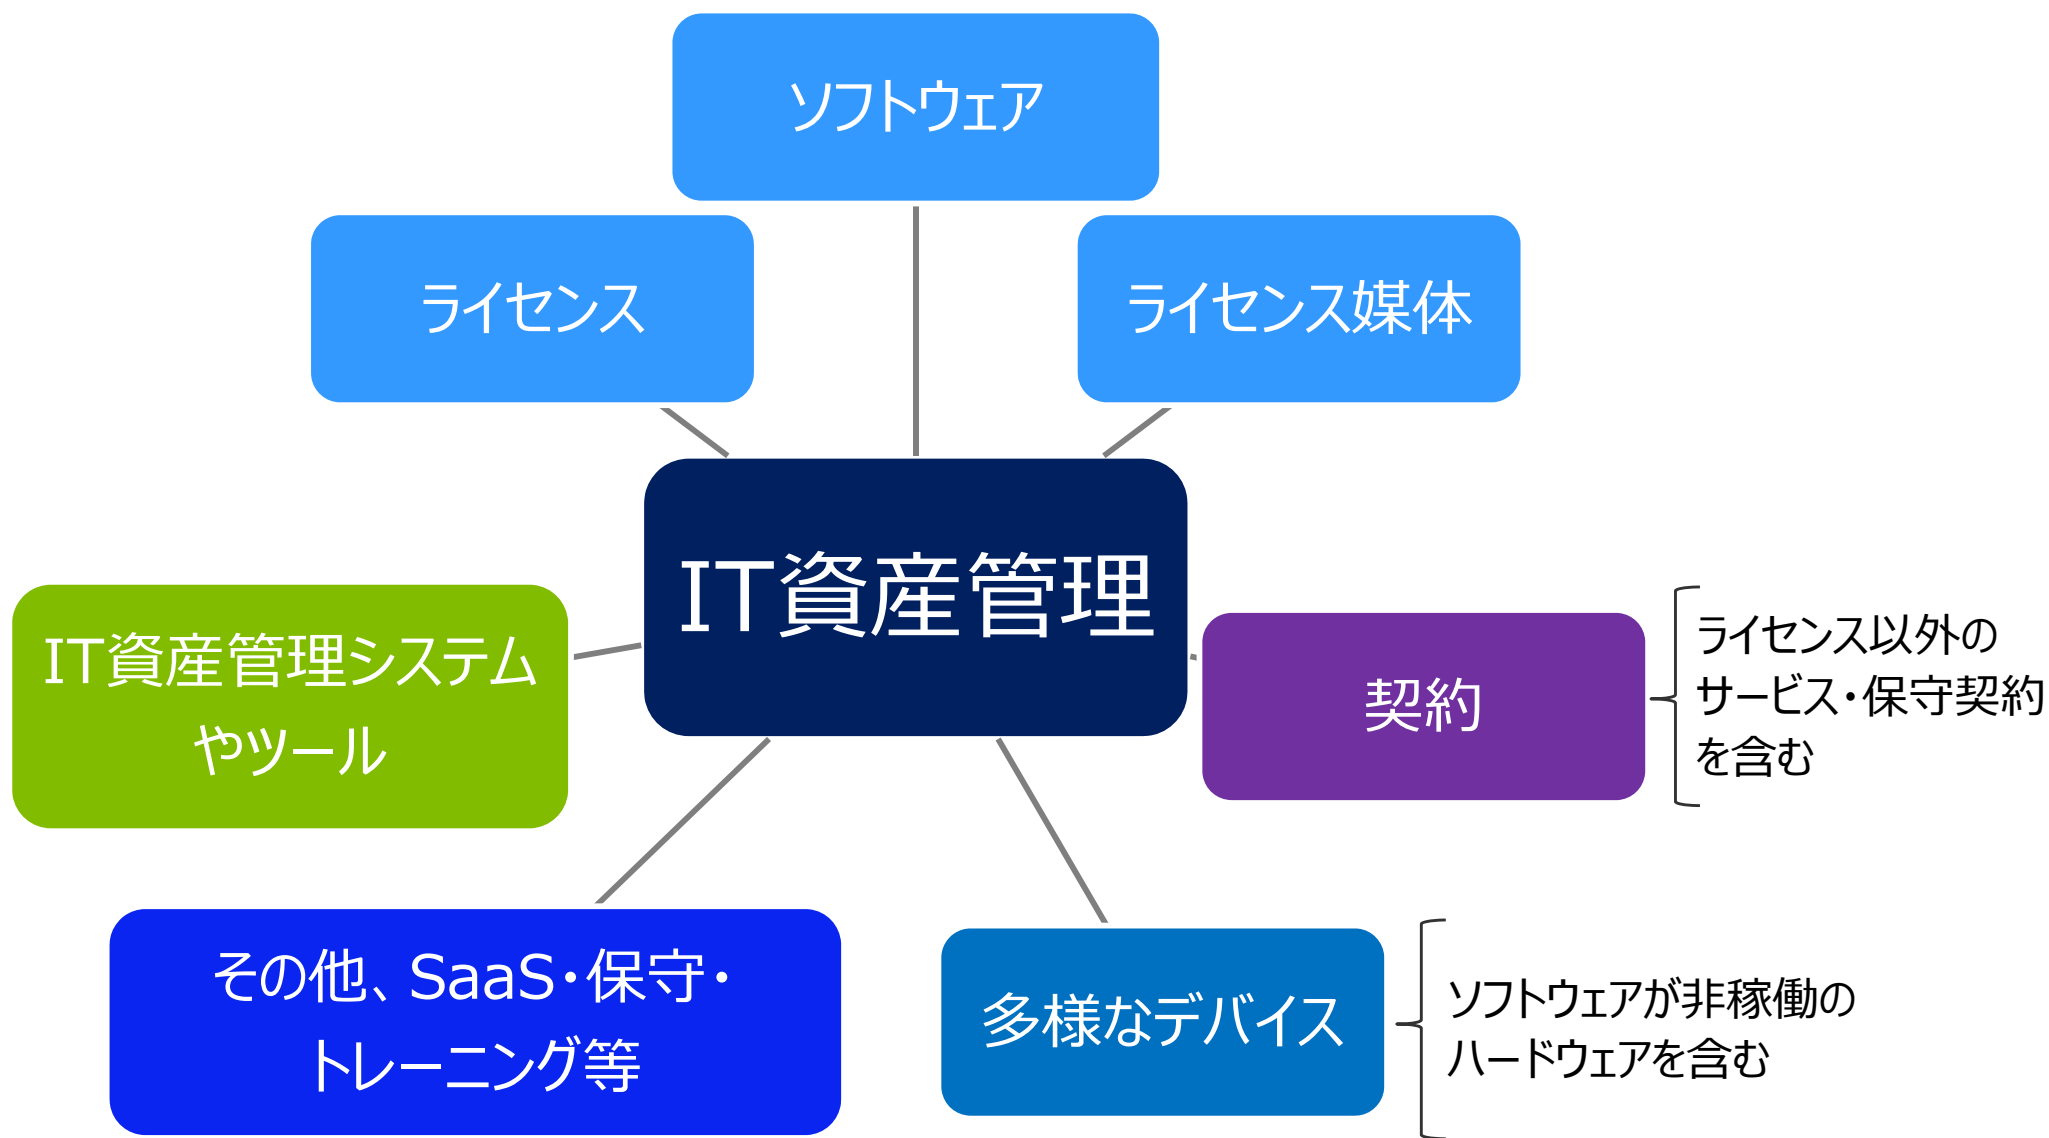 ソフトウェア
ライセンス
ライセンス媒体
IT資産管理
IT資産管理システム
やツール
契約
ライセンス以外の
サービス・保守契約
を含む
その他、SaaS・保守・
トレーニング等
多様なデバイス
ソフトウェアが非稼働の
ハードウェアを含む